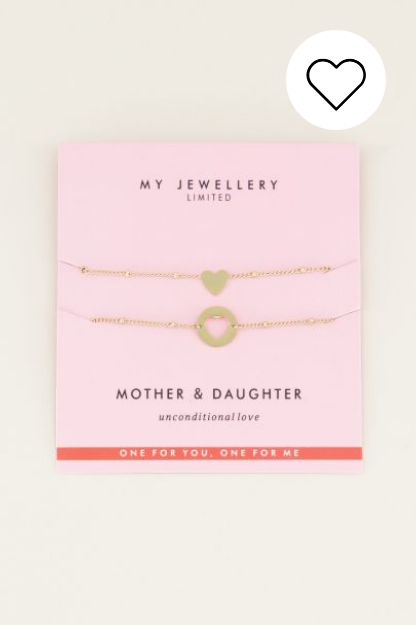 MY JEWELLERY
LIMITED
MOTHER & DAUGHTER
unconditional love
ONE FOR YOU, ONE FOR ME